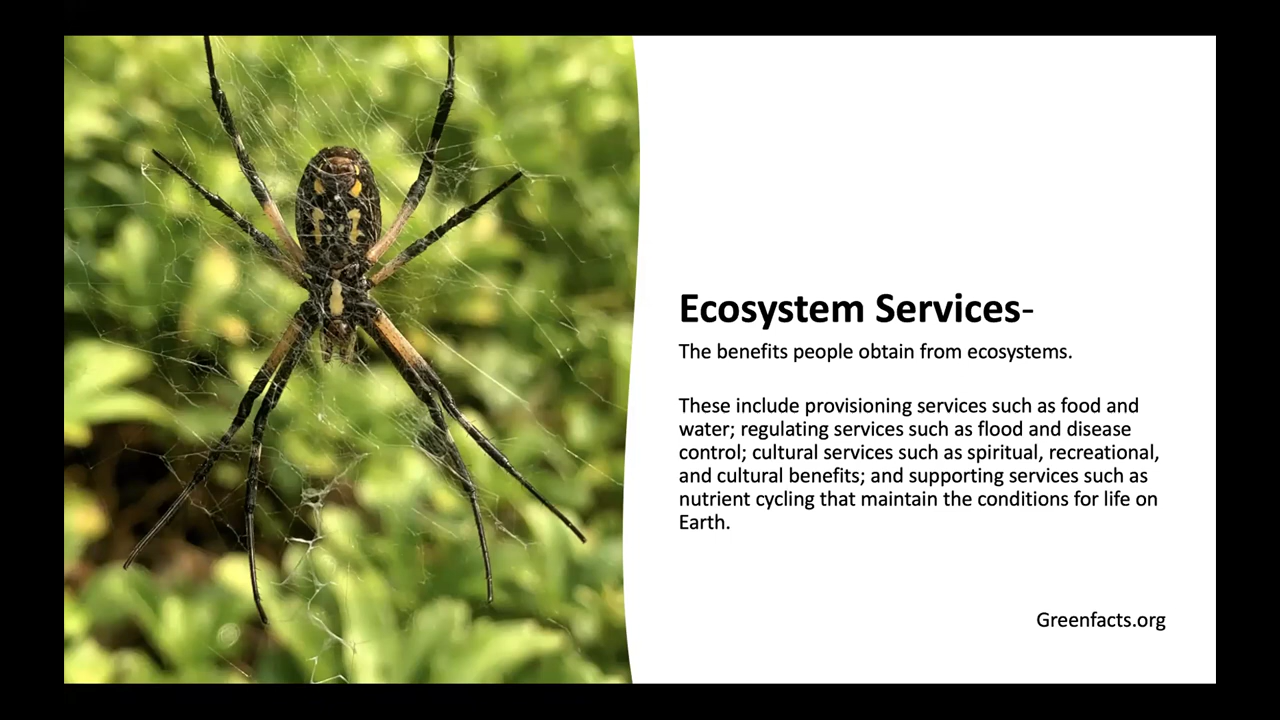 Ecosystem Services-
The benefits people obtain from ecosystems.
These include provisioning services such as food and
water; regulating services such as flood and disease
control; cultural services such as spiritual, recreational,
and cultural benefits; and supporting services such as
nutrient cycling that maintain the conditions for life on
Earth.
Greenfacts.org